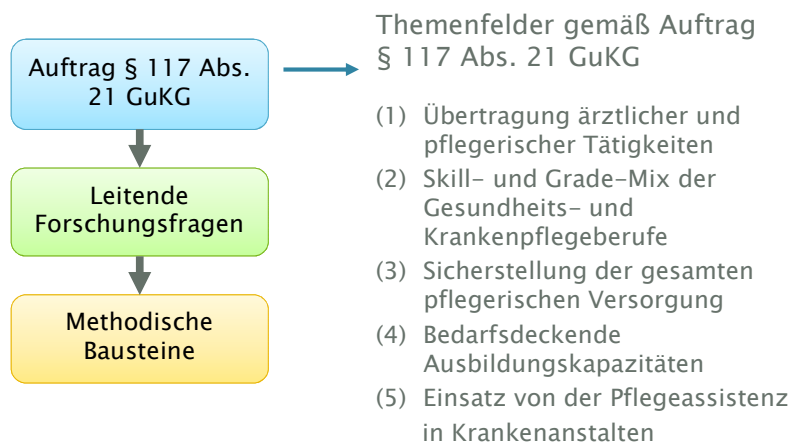 Auftrag § 117 Abs.
21 GuKG
Leitende
Forschungsfragen
Methodische
Bausteine
Themenfelder gemäß Auftrag
§ 117 Abs. 21 GuKG
(1) Übertragung ärztlicher und
pflegerischer Tätigkeiten
(2) Skill- und Grade-Mix der
Gesundheits- und
Krankenpflegeberufe
(3) Sicherstellung der gesamten
pflegerischen Versorgung
(4) Bedarfsdeckende
Ausbildungskapazitäten
(5) Einsatz von der Pflegeassistenz
in Krankenanstalten